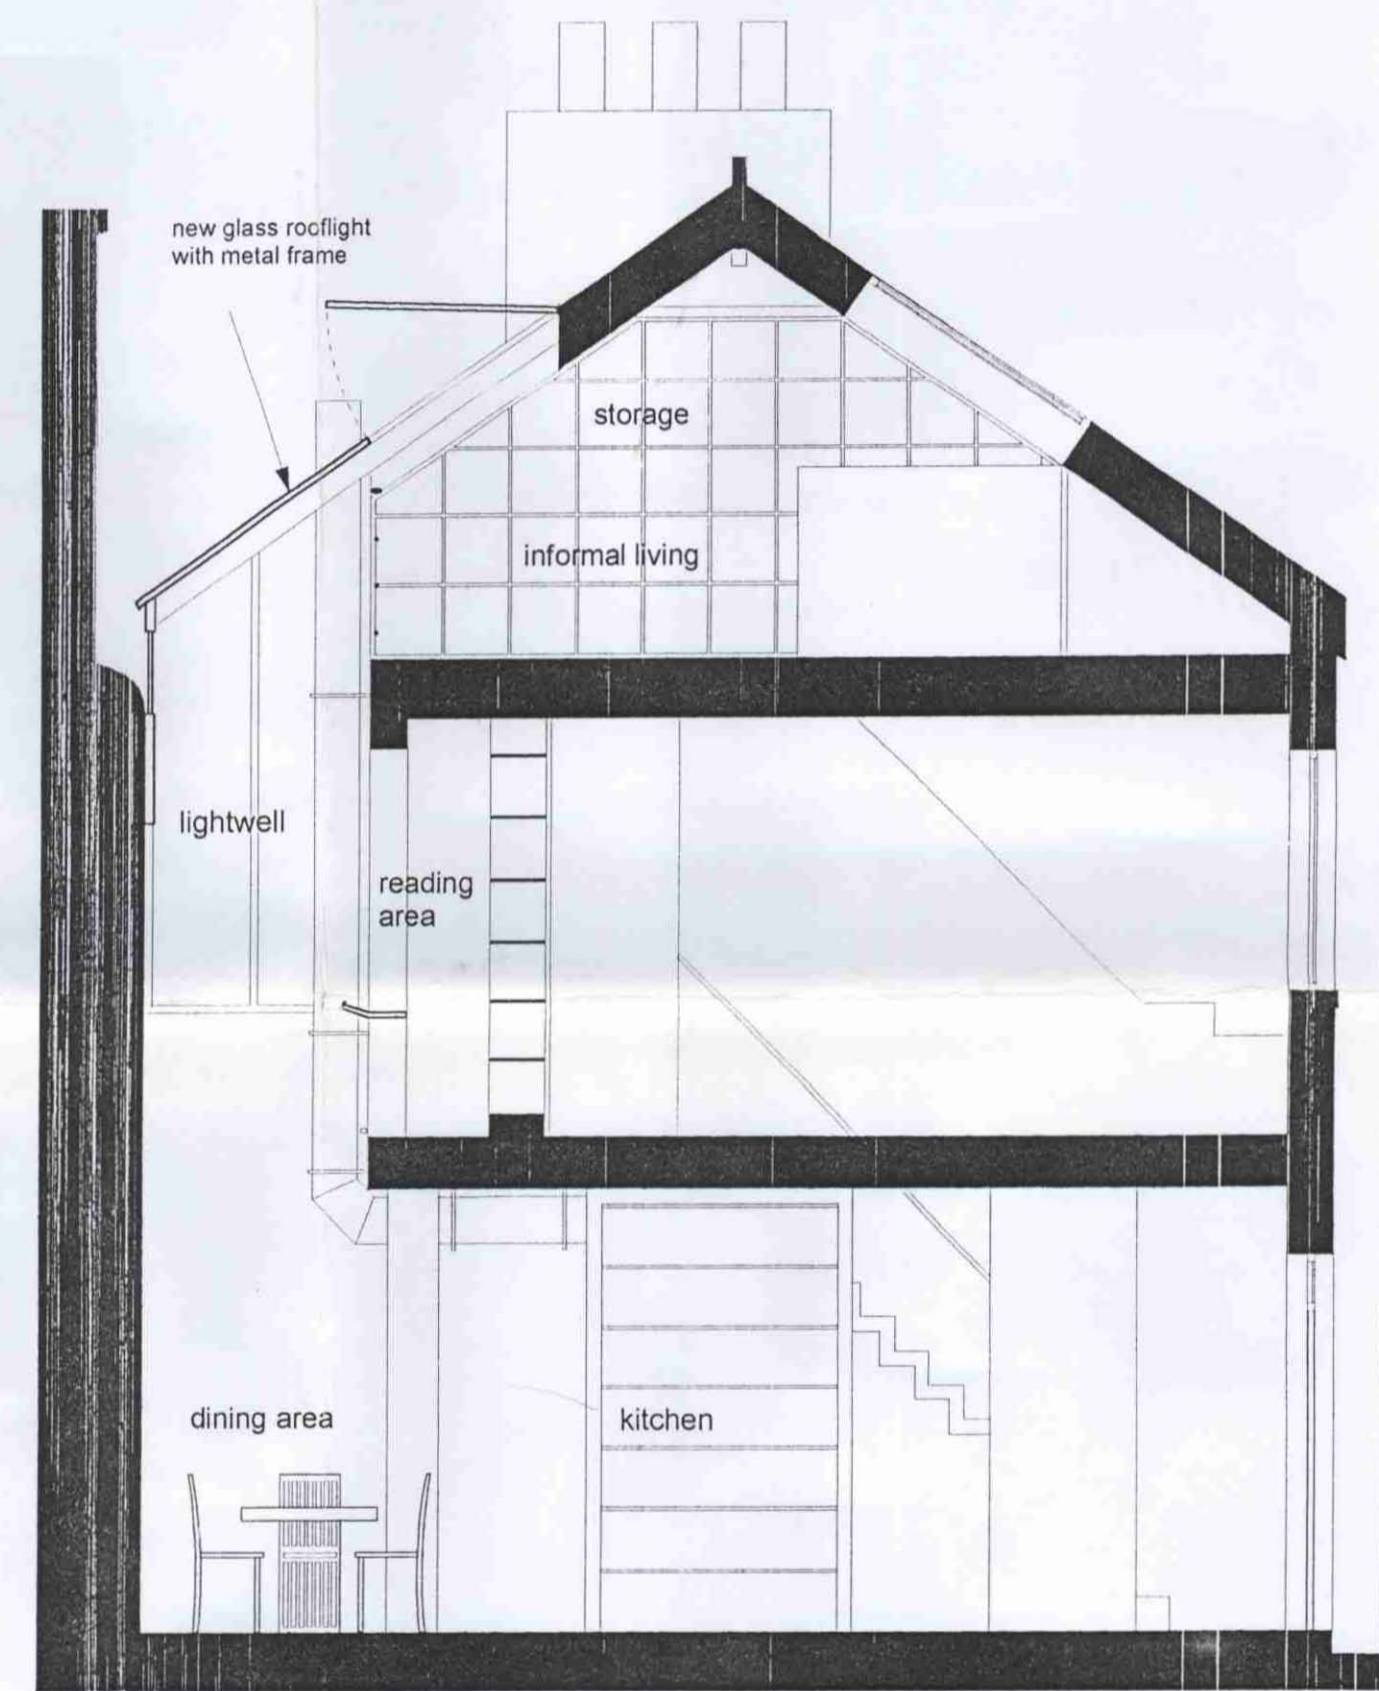 new glass rooflight
with metal frame
storage
informal living
lightwell
reading
area
dining area
kitchen